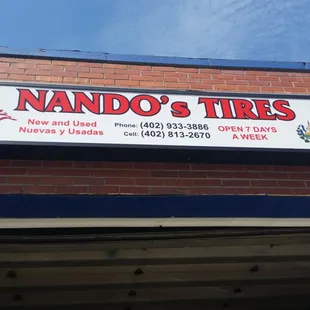 NANDO's TIRES
New and Used
Nuevas y Usadas
Phone: (402) 933-3886
Cell: (402) 813-2670
OPEN 7 DAYS
A WEEK